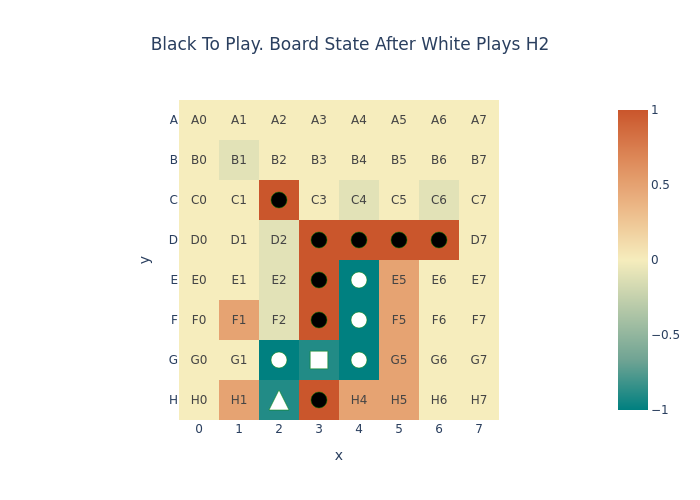 Black To Play. Board State After White Plays H2
A A0 A1 A2 A3 A4 A5 A6 A7
B B0 B1 B2 B3 B4 B5 B6 B7
C C0 C1 C3 C4 C5 C6 C7
D D0 D1 D2 D7
E E0 E1 E2 E5 E6 E7
F F0 F1 F2 F5 F6 F7
G G0 G1 G5 G6 G7
H H0 H1 H4 H5 H6 H7
0 1 2 3 4 5 6 7
x
y
1
0.5
0
−0.5
−1